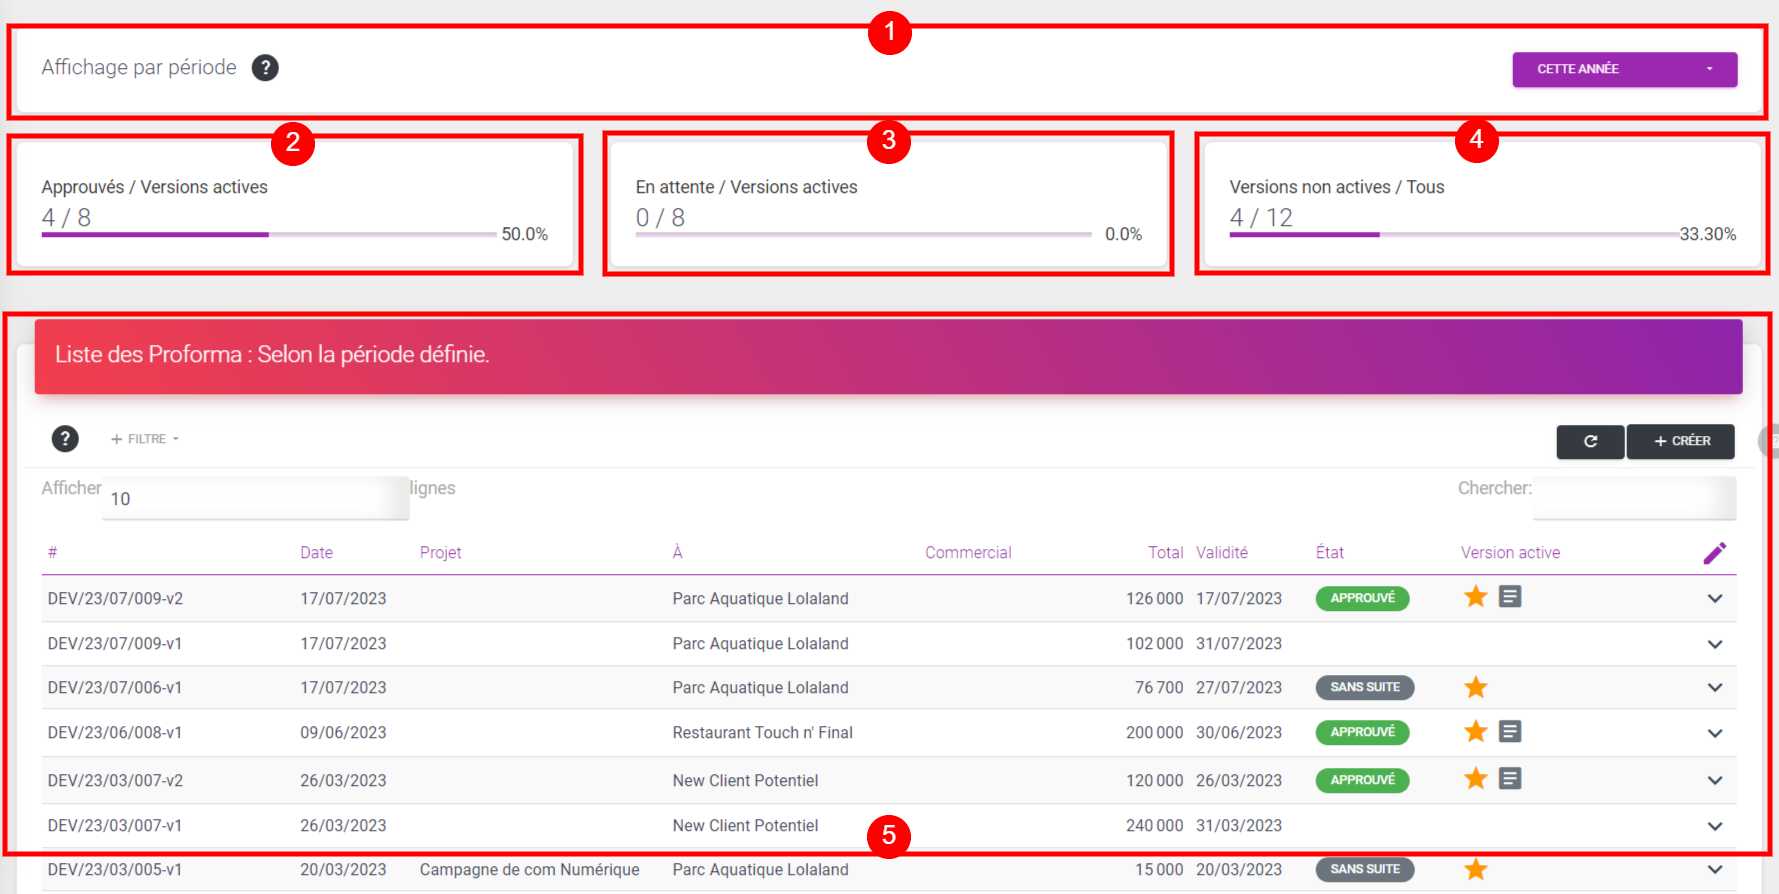 1
Affichage par période ?
CETTE ANNÉE
2
3
4
Approuvés / Versions actives
4 / 8
50.0%
En attente / Versions actives
0 / 8
0.0%
Versions non actives / Tous
4 / 12
33.30%
Liste des Proforma : Selon la période définie.
? + FILTRE
+ CRÉER
Afficher 10 lignes
Chercher:
# Date Projet À Commercial Total Validité État Version active
DEV/23/07/009-v2 17/07/2023 Parc Aquatique Lolaland 126 000 17/07/2023 APPROUVÉ
DEV/23/07/009-v1 17/07/2023 Parc Aquatique Lolaland 102 000 31/07/2023
DEV/23/07/006-v1 17/07/2023 Parc Aquatique Lolaland 76 700 27/07/2023 SANS SUITE
DEV/23/06/008-v1 09/06/2023 Restaurant Touch n' Final 200 000 30/06/2023 APPROUVÉ
DEV/23/03/007-v2 26/03/2023 New Client Potentiel 120 000 26/03/2023 APPROUVÉ
DEV/23/03/007-v1 26/03/2023 New Client Potentiel 240 000 31/03/2023
5
DEV/23/03/005-v1 20/03/2023 Campagne de com Numérique Parc Aquatique Lolaland 15 000 20/03/2023 SANS SUITE